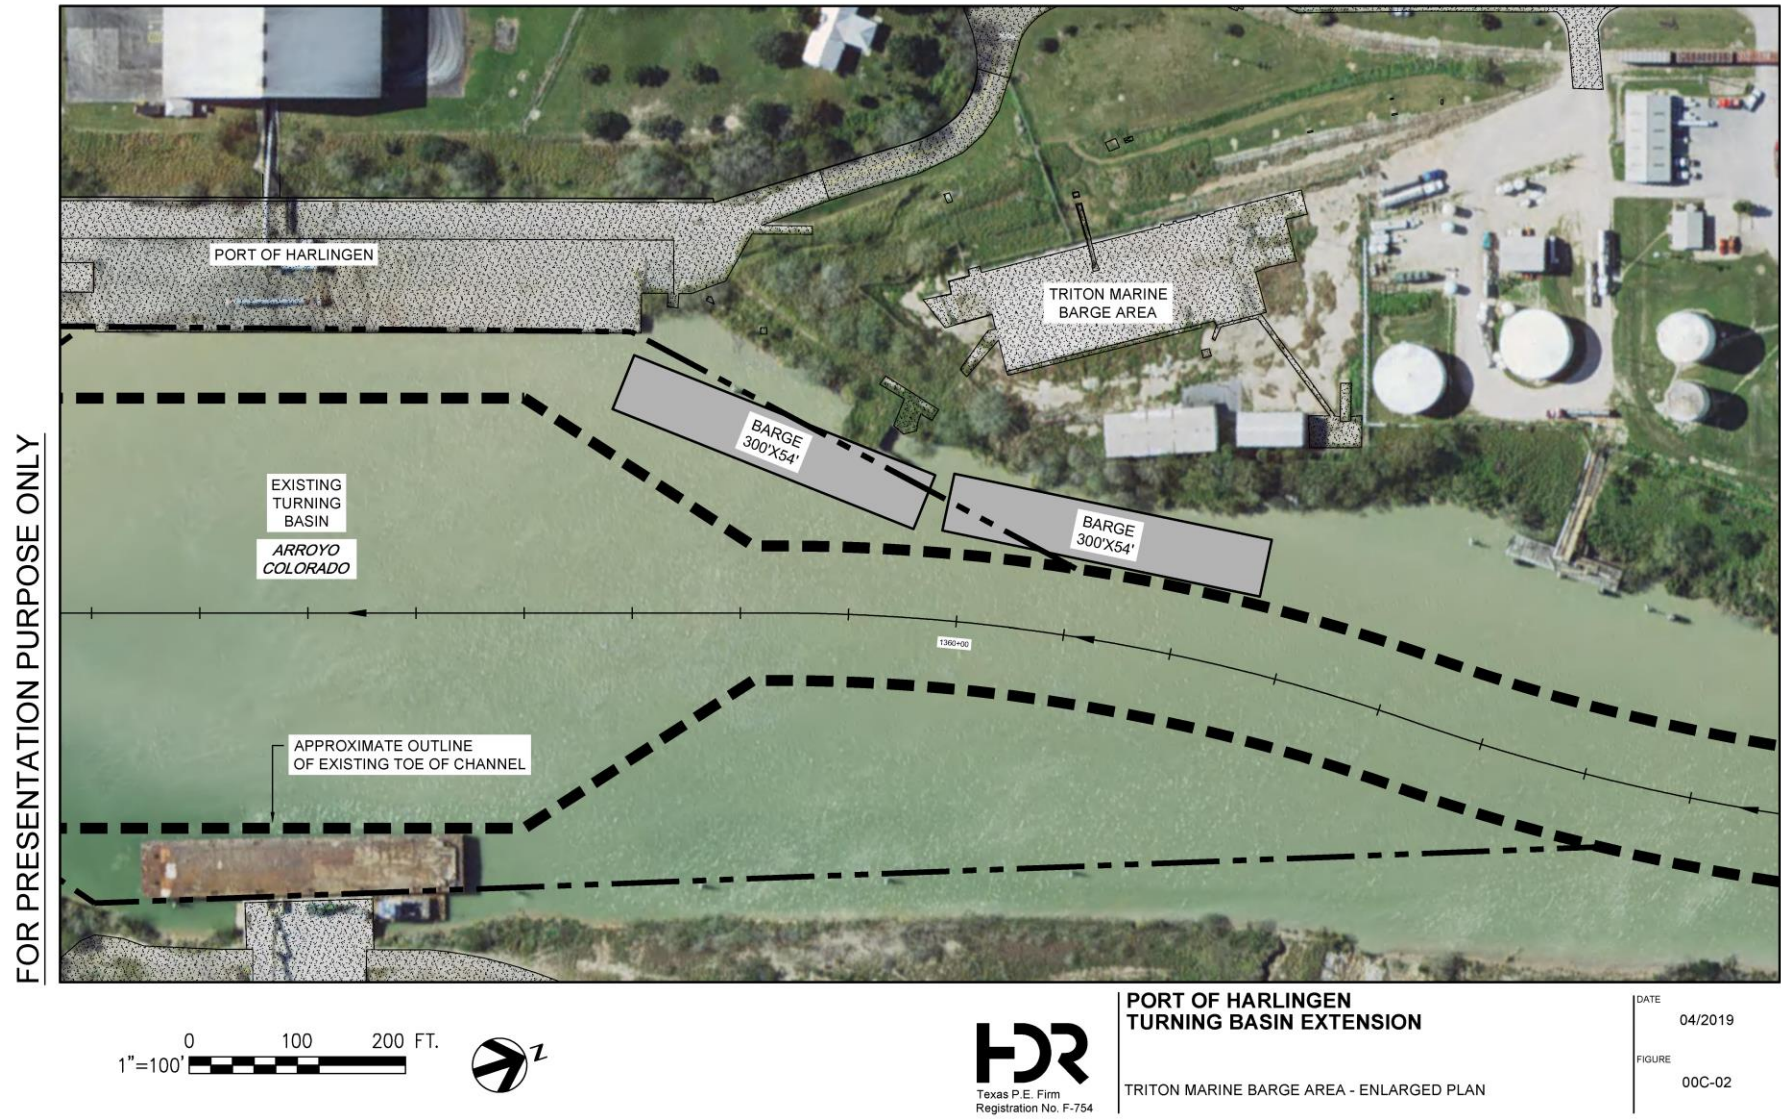 FOR PRESENTATION PURPOSE ONLY
PORT OF HARLINGEN
TRITON MARINE
BARGE AREA
BARGE
300'X54'
BARGE
300'X54'
EXISTING
TURNING
BASIN
ARROYO
COLORADO
1360+00
APPROXIMATE OUTLINE
OF EXISTING TOE OF CHANNEL
0 100 200 FT.
1"=100'
Z
HDR
Texas P.E. Firm
Registration No. F-754
PORT OF HARLINGEN
TURNING BASIN EXTENSION
TRITON MARINE BARGE AREA - ENLARGED PLAN
DATE
04/2019
FIGURE
00C-02